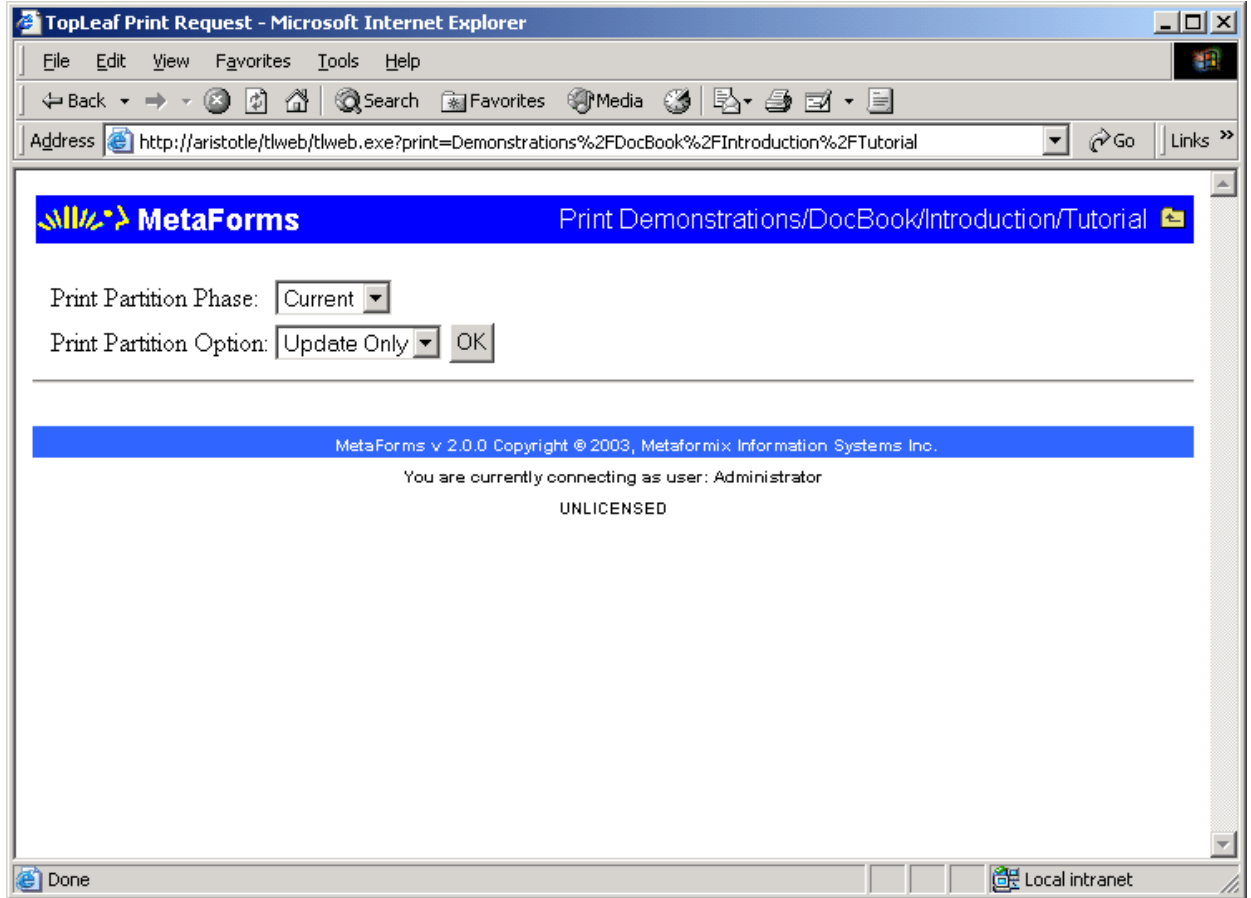 TopLeaf Print Request - Microsoft Internet Explorer
File Edit View Favorites Tools Help
Back Search Favorites Media
Address http://aristotle/tlweb/tlweb.exe?print=Demonstrations%2FDocBook%2FIntroduction%2FTutorial Go Links »
MetaForms Print Demonstrations/DocBook/Introduction/Tutorial
Print Partition Phase: Current
Print Partition Option: Update Only OK
MetaForms v 2.0.0 Copyright © 2003, Metaformix Information Systems Inc.
You are currently connecting as user: Administrator
UNLICENSED
Done Local intranet